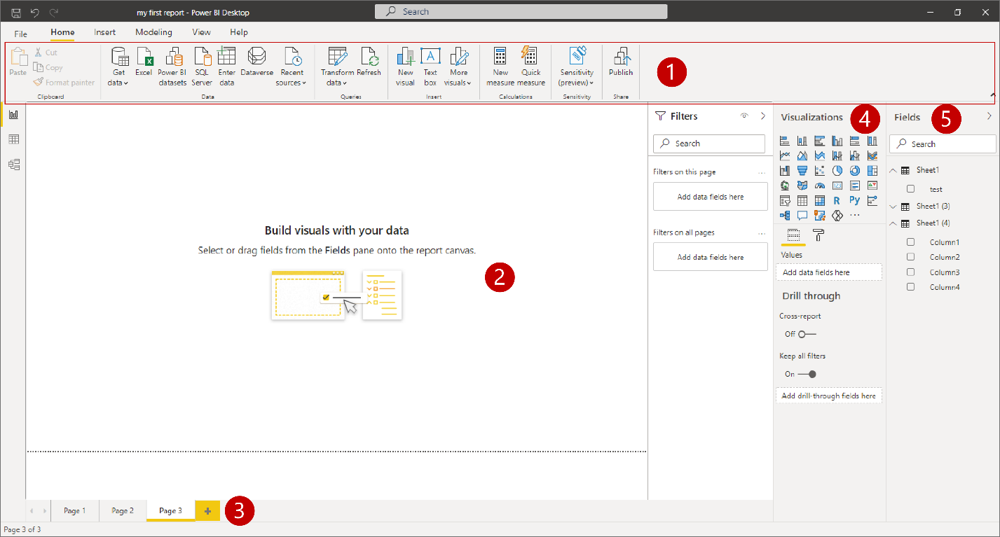 my first report - Power BI Desktop
Search
File Home Insert Modeling View Help
Paste
Cut
Copy
Format painter
Clipboard
Get data
Excel
Power BI datasets
SQL Server
Enter data
Dataverse
Recent sources
Data
Transform data
Refresh
Queries
New visual
Text box
More visuals
Insert
New measure
Quick measure
Calculations
Sensitivity (preview)
Sensitivity
Publish
Share
1
Build visuals with your data
Select or drag fields from the Fields pane onto the report canvas.
2
Filters
Search
Filters on this page ...
Add data fields here
Filters on all pages ...
Add data fields here
Visualizations 4
R Py
...
Values
Add data fields here
Drill through
Cross-report
Off
Keep all filters
On
Add drill-through fields here
Fields 5
Search
Sheet1
test
Sheet1 (3)
Sheet1 (4)
Column1
Column2
Column3
Column4
Page 1 Page 2 Page 3 + 3
Page 3 of 3